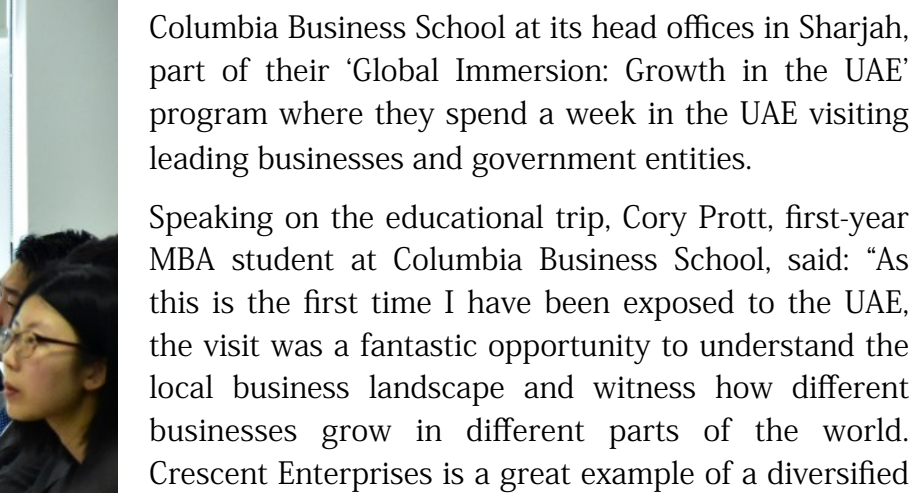 Columbia Business School at its head offices in Sharjah,
part of their ‘Global Immersion: Growth in the UAE’
program where they spend a week in the UAE visiting
leading businesses and government entities.
Speaking on the educational trip, Cory Prott, first-year
MBA student at Columbia Business School, said: “As
this is the first time I have been exposed to the UAE,
the visit was a fantastic opportunity to understand the
local business landscape and witness how different
businesses grow in different parts of the world.
Crescent Enterprises is a great example of a diversified